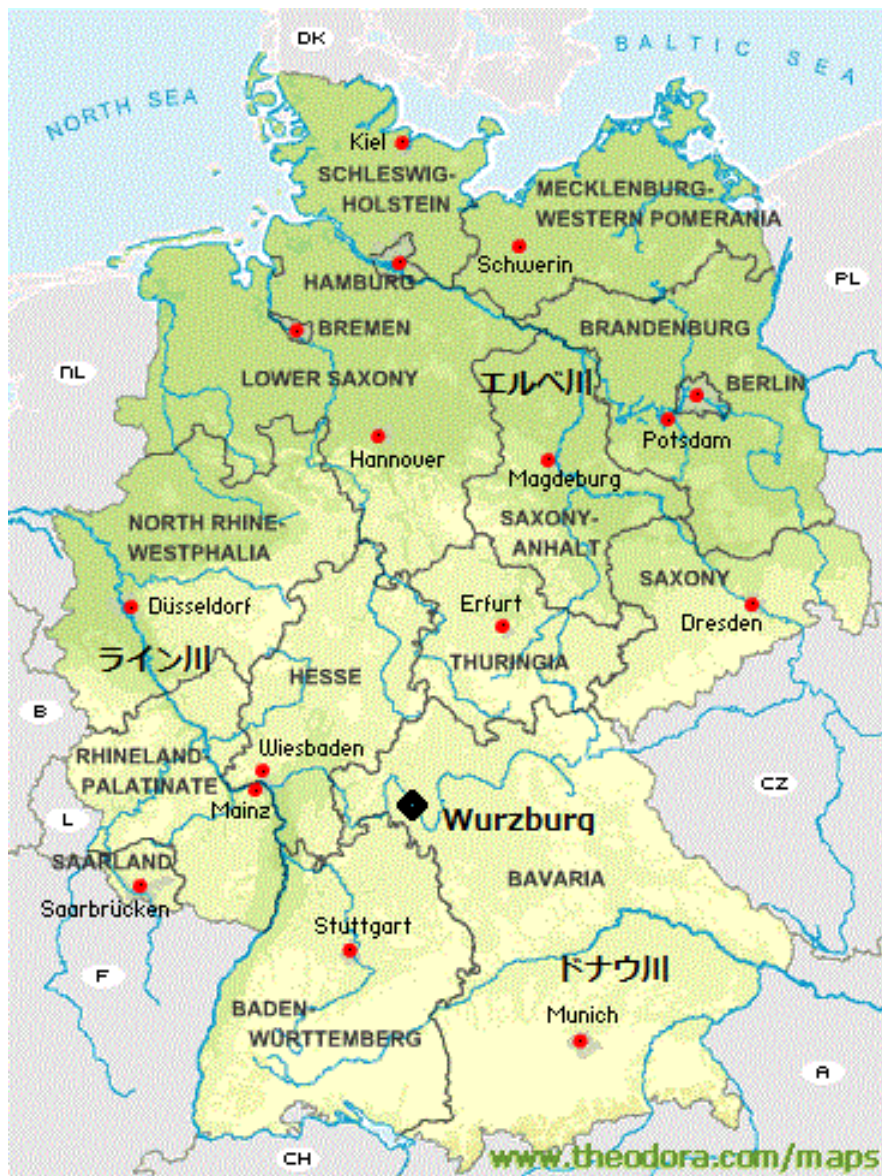 DK
BALTIC SEA
NORTH SEA
Kiel
SCHLESWIG-
HOLSTEIN
MECKLENBURG-
WESTERN POMERANIA
Schwerin
HAMBURG
PL
BREMEN
BRANDENBURG
NL
LOWER SAXONY
エルベ川
BERLIN
Potsdam
Hannover
Magdeburg
NORTH RHINE-
WESTPHALIA
SAXONY-
ANHALT
SAXONY
Düsseldorf
Erfurt
Dresden
ライン川
HESSE
THURINGIA
B
RHINELAND-
PALATINATE
Wiesbaden
Mainz
CZ
L
Wurzburq
SAARLAND
BAVARIA
Saarbrücken
Stuttgart
F
ドナウ川
BADEN-
WÜRTTEMBERG
Munich
A
CH
www.theodora.com/maps